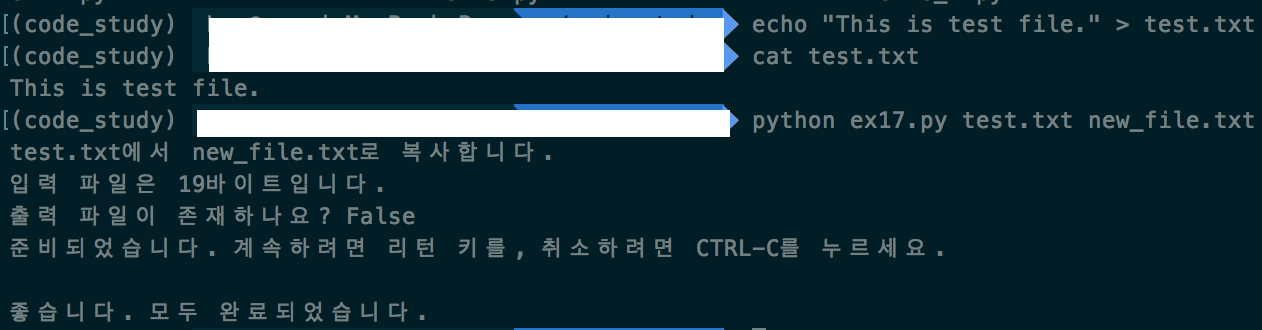 [(code_study) echo "This is test file." > test.txt
[(code_study) cat test.txt
This is test file.
[(code_study) python ex17.py test.txt new_file.txt
test.txt에서 new_file.txt로 복사합니다.
입력 파일은 19바이트입니다.
출력 파일이 존재하나요? False
준비되었습니다. 계속하려면 리턴 키를, 취소하려면 CTRL-C를 누르세요.
좋습니다. 모두 완료되었습니다.